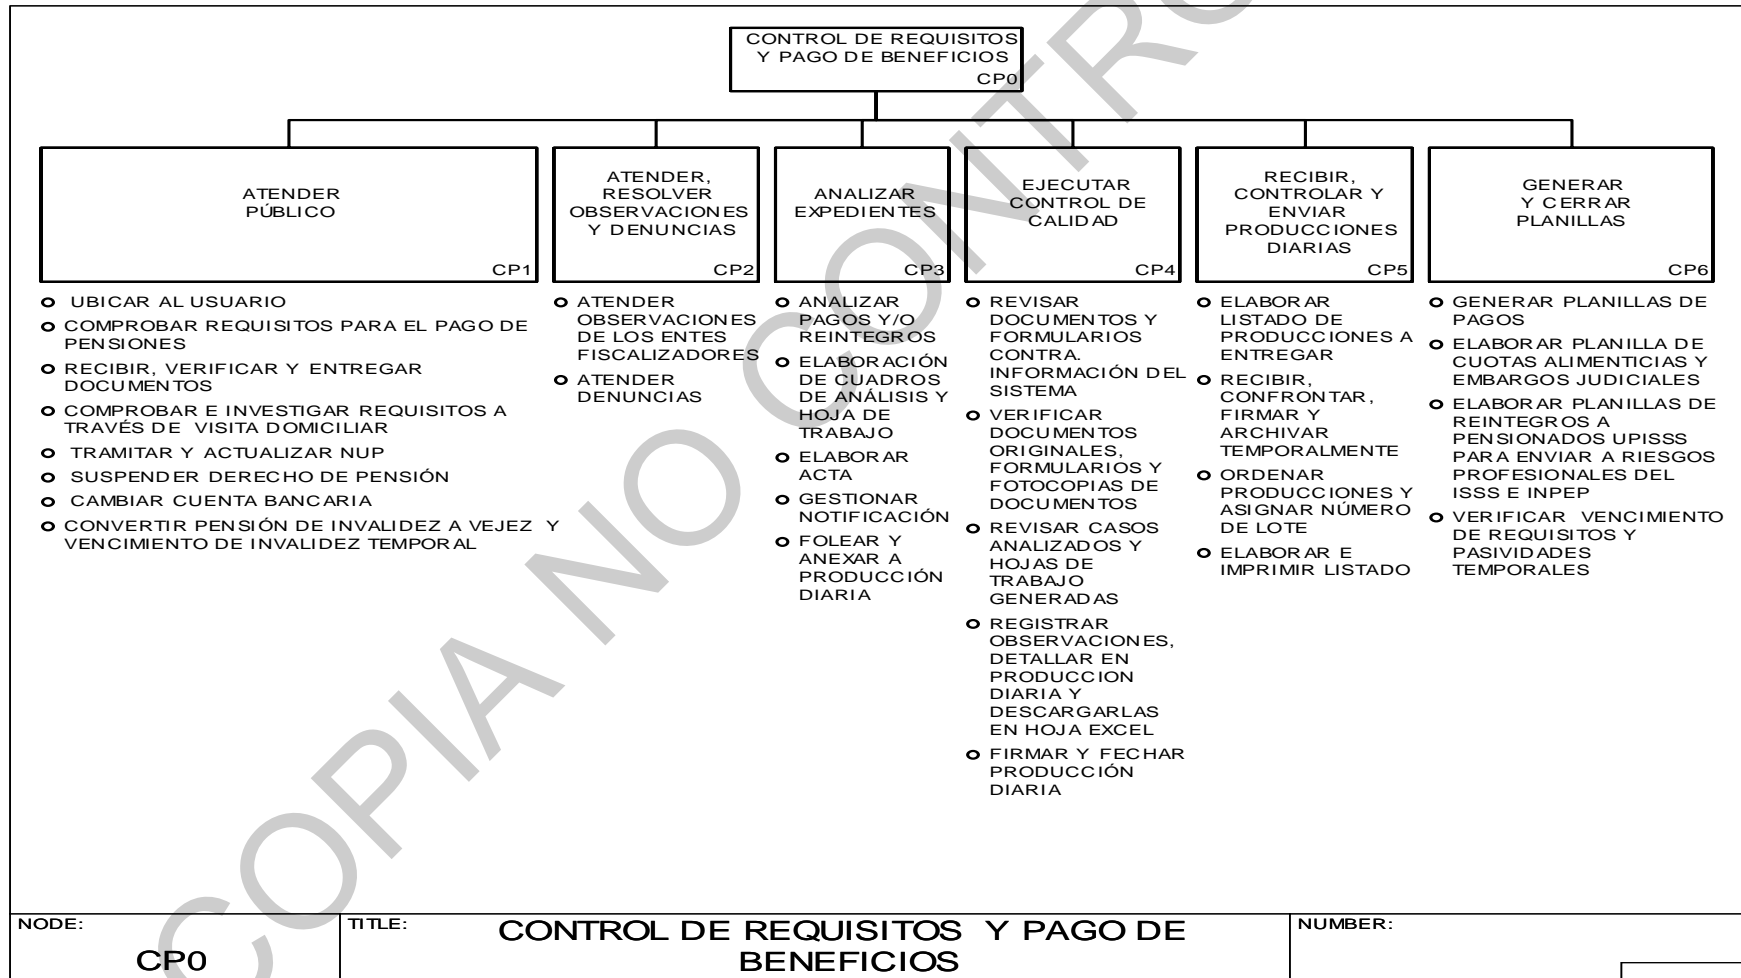 CONTROL DE REQUISITOS
Y PAGO DE BENEFICIOS
CP0
ATENDER
PÚBLICO
CP1
ATENDER,
RESOLVER
OBSERVACIONES
Y DENUNCIAS
CP2
ANALIZAR
EXPEDIENTES
CP3
EJECUTAR
CONTROL DE
CALIDAD
CP4
RECIBIR,
CONTROLAR Y
ENVIAR
PRODUCCIONES
DIARIAS
CP5
GENERAR
Y CERRAR
PLANILLAS
CP6
UBICAR AL USUARIO
COMPROBAR REQUISITOS PARA EL PAGO DE
PENSIONES
RECIBIR, VERIFICAR Y ENTREGAR
DOCUMENTOS
COMPROBAR E INVESTIGAR REQUISITOS A
TRAVÉS DE VISITA DOMICILIAR
TRAMITAR Y ACTUALIZAR NUP
SUSPENDER DERECHO DE PENSIÓN
CAMBIAR CUENTA BANCARIA
CONVERTIR PENSIÓN DE INVALIDEZ A VEJEZ Y
VENCIMIENTO DE INVALIDEZ TEMPORAL
ATENDER
OBSERVACIONES
DE LOS ENTES
FISCALIZADORES
ATENDER
DENUNCIAS
ANALIZAR
PAGOS Y/O
REINTEGROS
ELABORACIÓN
DE CUADROS
DE ANÁLISIS Y
HOJA DE
TRABAJO
ELABORAR
ACTA
GESTIONAR
NOTIFICACIÓN
FOLEAR Y
ANEXAR A
PRODUCCIÓN
DIARIA
REVISAR
DOCUMENTOS Y
FORMULARIOS
CONTRA.
INFORMACIÓN DEL
SISTEMA
VERIFICAR
DOCUMENTOS
ORIGINALES,
FORMULARIOS Y
FOTOCOPIAS DE
DOCUMENTOS
REVISAR CASOS
ANALIZADOS Y
HOJAS DE
TRABAJO
GENERADAS
REGISTRAR
OBSERVACIONES,
DETALLAR EN
PRODUCCION
DIARIA Y
DESCARGARLAS
EN HOJA EXCEL
FIRMAR Y FECHAR
PRODUCCIÓN
DIARIA
ELABORAR
LISTADO DE
PRODUCCIONES A
ENTREGAR
RECIBIR,
CONFRONTAR,
FIRMAR Y
ARCHIVAR
TEMPORALMENTE
ORDENAR
PRODUCCIONES Y
ASIGNAR NÚMERO
DE LOTE
ELABORAR E
IMPRIMIR LISTADO
GENERAR PLANILLAS DE
PAGOS
ELABORAR PLANILLA DE
CUOTAS ALIMENTICIAS Y
EMBARGOS JUDICIALES
ELABORAR PLANILLAS DE
REINTEGROS A
PENSIONADOS UPISSS
PARA ENVIAR A RIESGOS
PROFESIONALES DEL
ISSS E INPEP
VERIFICAR VENCIMIENTO
DE REQUISITOS Y
PASIVIDADES
TEMPORALES
COPIA NO CONTRO
NODE:
CP0
TITLE:
CONTROL DE REQUISITOS Y PAGO DE
BENEFICIOS
NUMBER: